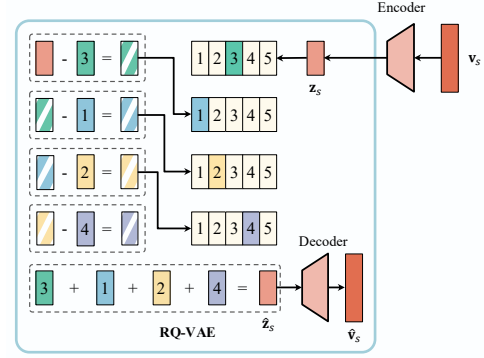 Encoder
- 3 =
1 2 3 4 5
z_s
v_s
- 1 =
1 2 3 4 5
- 2 =
1 2 3 4 5
- 4 =
1 2 3 4 5
Decoder
3 + 1 + 2 + 4 =
ẑ_s
v̂_s
RQ-VAE